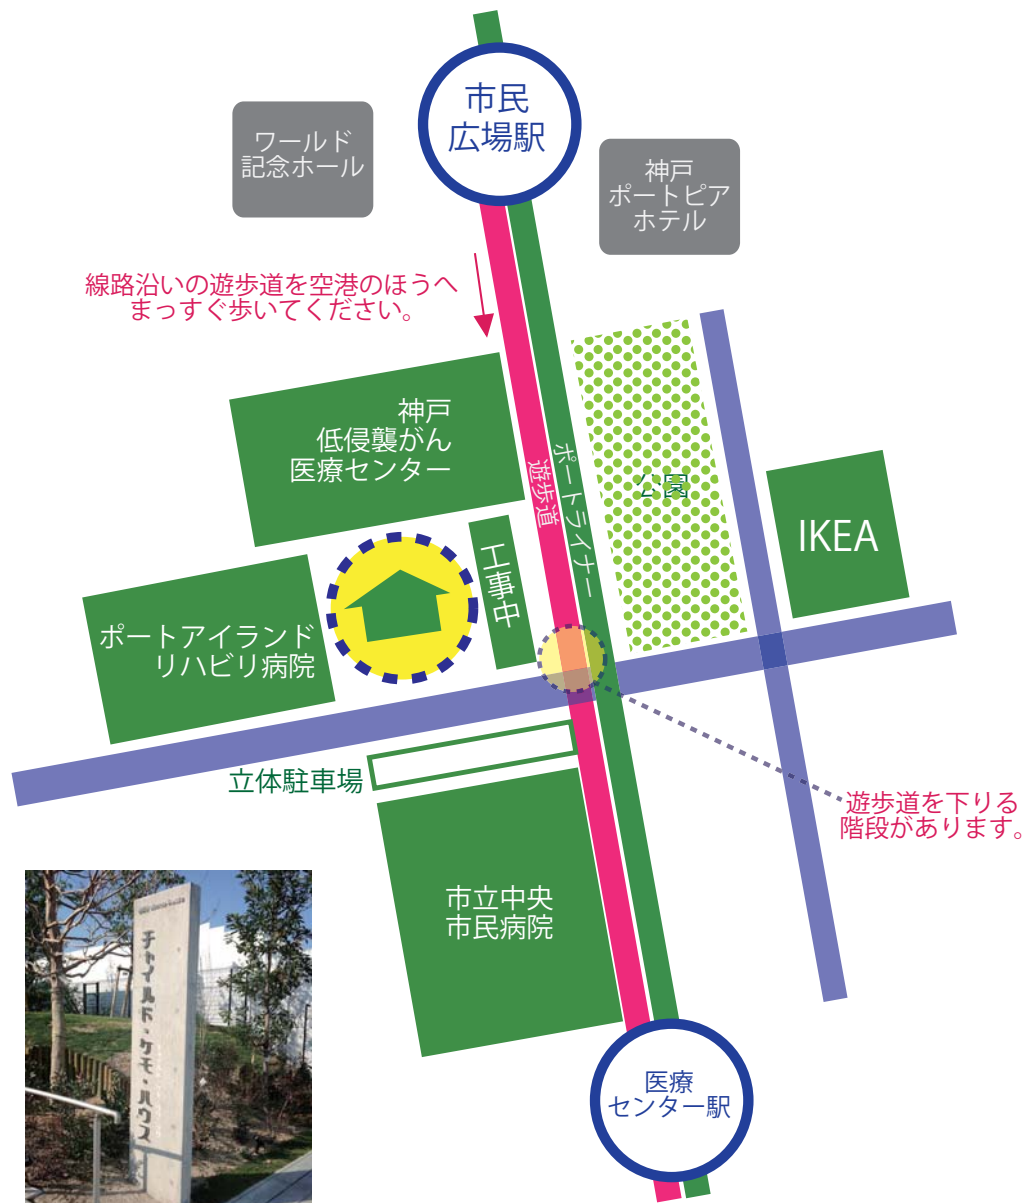 市民
広場駅
ワールド
記念ホール
神戸
ポートピア
ホテル
線路沿いの遊歩道を空港のほうへ
まっすぐ歩いてください。
神戸
低侵襲がん
医療センター
ポートライナー
遊歩道
公園
IKEA
工事中
ポートアイランド
リハビリ病院
立体駐車場
遊歩道を下りる
階段があります。
市立中央
市民病院
チャイルド・ケモ・ハウス
医療
センター駅